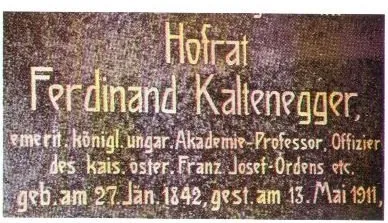 Hofrat
Ferdinand Kaltenegger,
emerit. königl. ungar. Akademie-Professor, Offizier
des kais. öster. Franz. Josef-Ordens etc.
geb. am 27. Jän. 1842, gest. am 13. Mai 1911,